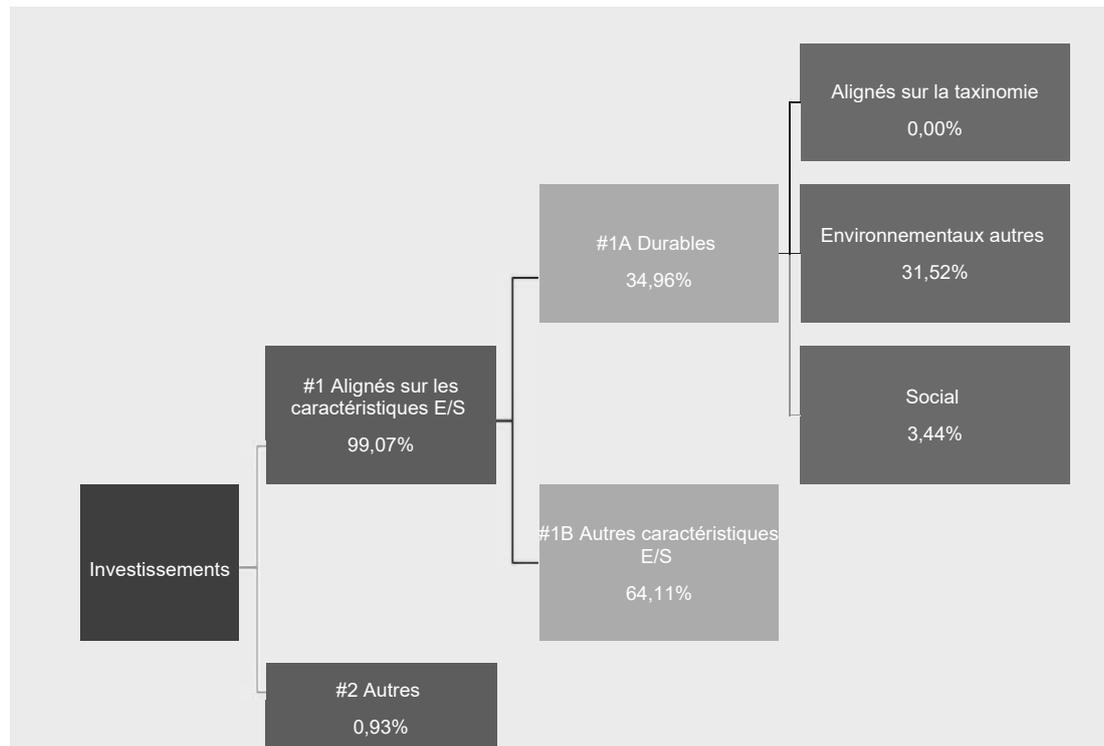 Alignés sur la taxinomie
0,00%
#1A Durables
34,96%
Environnementaux autres
31,52%
#1 Alignés sur les
caractéristiques E/S
99,07%
Social
3,44%
Investissements
#1B Autres caractéristiques
E/S
64,11%
#2 Autres
0,93%